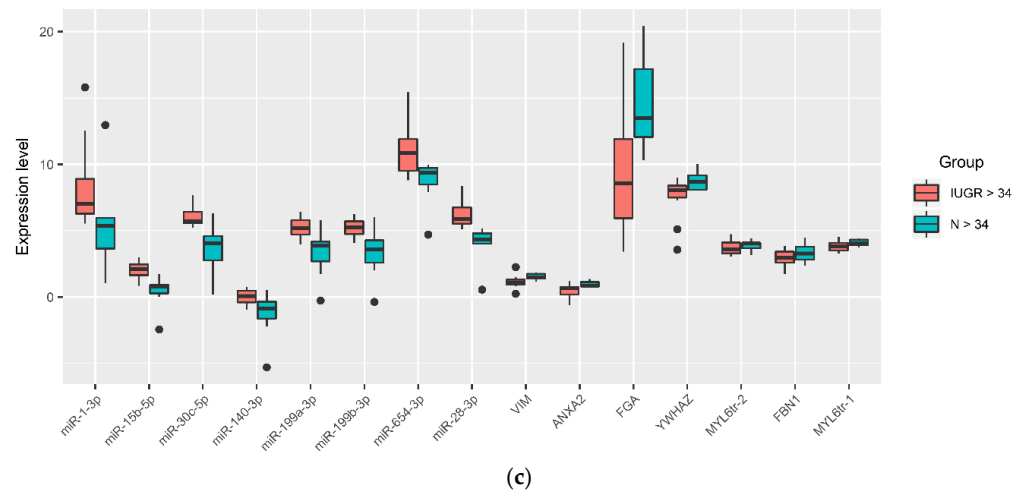 20
10
0
Expression level
miR-1-3p
miR-15b-5p
miR-30c-5p
miR-140-3p
miR-199a-3p
miR-199b-3p
miR-654-3p
miR-28-3p
VIM
ANXA2
FGA
YWHAZ
MYL6tr-2
FBN1
MYL6tr-1
Group
IUGR > 34
N > 34
(c)